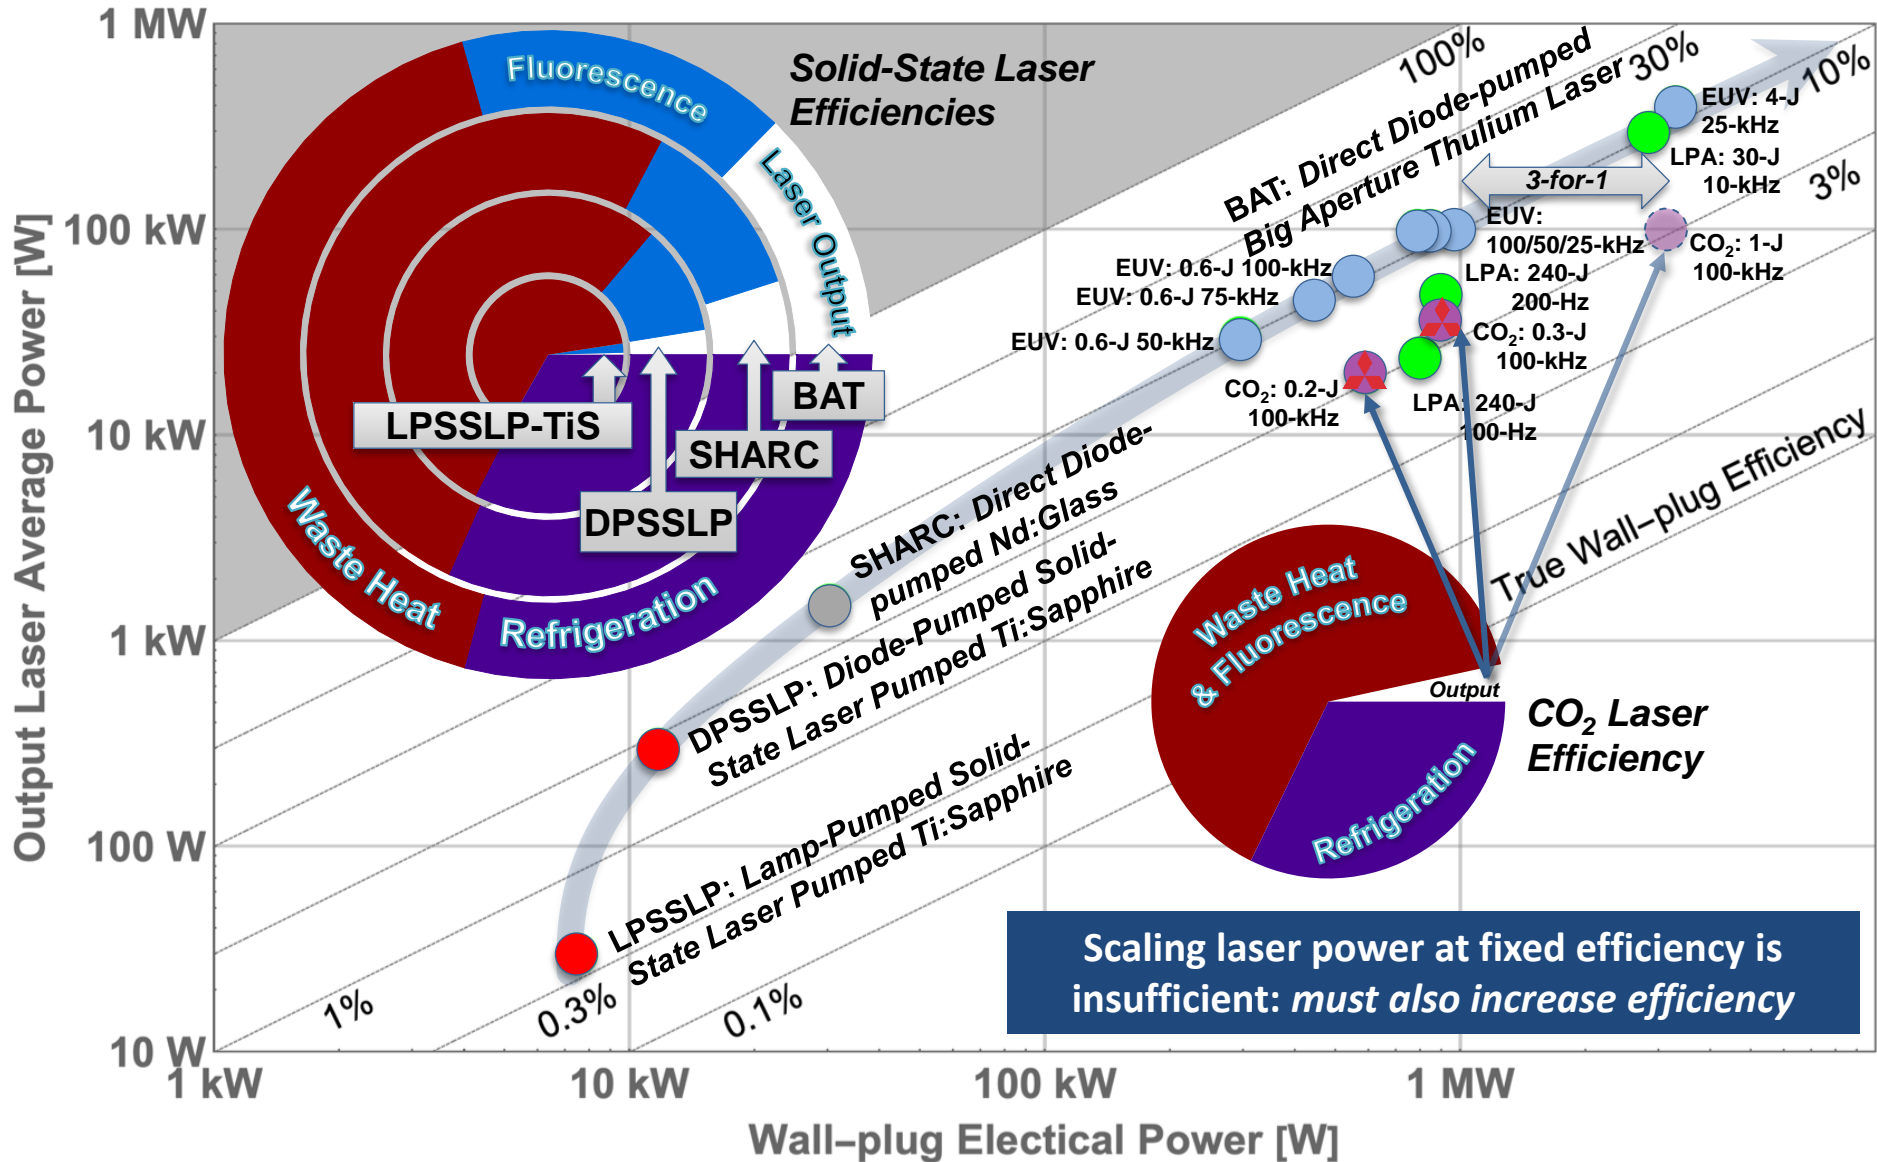 1 MW
100 kW
10 kW
1 kW
100 W
10 W
Output Laser Average Power [W]
1 kW
10 kW
100 kW
1 MW
Wall–plug Electical Power [W]
Solid-State Laser
Efficiencies
Fluorescence
Laser Output
Waste Heat
Refrigeration
LPSSLP-TiS
DPSSLP
SHARC
BAT
100%
30%
10%
3%
1%
0.3%
0.1%
True Wall–plug Efficiency
BAT: Direct Diode-pumped
Big Aperture Thulium Laser
EUV: 4-J
25-kHz
LPA: 30-J
10-kHz
3-for-1
EUV:
100/50/25-kHz
CO2: 1-J
100-kHz
EUV: 0.6-J 100-kHz
EUV: 0.6-J 75-kHz
EUV: 0.6-J 50-kHz
LPA: 240-J
200-Hz
CO2: 0.3-J
100-kHz
CO2: 0.2-J
100-kHz
LPA: 240-J
100-Hz
SHARC: Direct Diode-
pumped Nd:Glass
DPSSLP: Diode-Pumped Solid-
State Laser Pumped Ti:Sapphire
LPSSLP: Lamp-Pumped Solid-
State Laser Pumped Ti:Sapphire
Waste Heat
& Fluorescence
Output
Refrigeration
CO2 Laser
Efficiency
Scaling laser power at fixed efficiency is
insufficient: must also increase efficiency